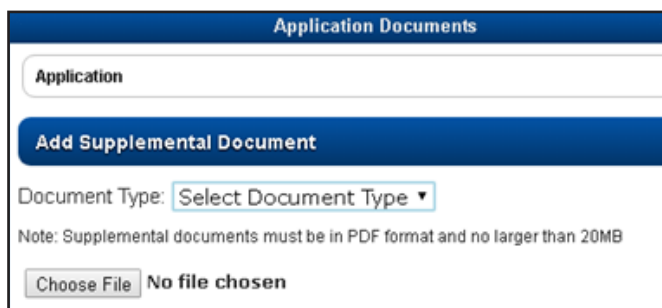 Application Documents
Application
Add Supplemental Document
Document Type: Select Document Type ▼
Note: Supplemental documents must be in PDF format and no larger than 20MB
Choose File No file chosen